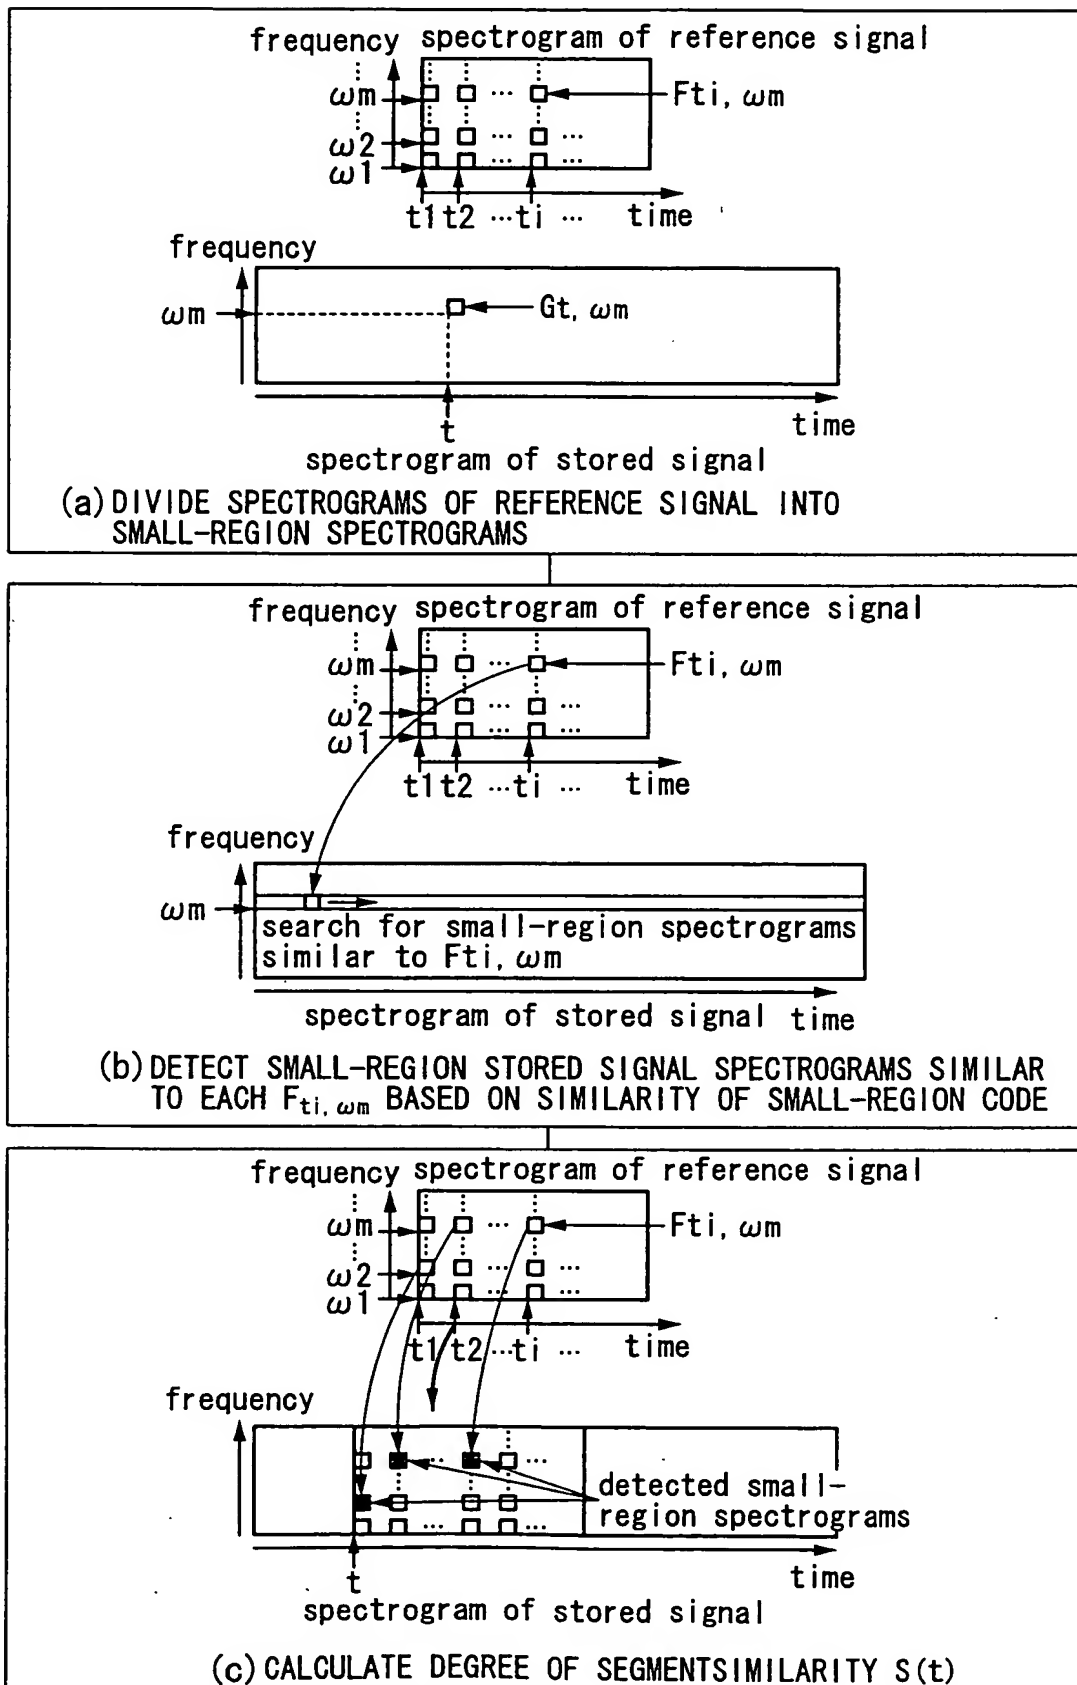 frequency spectrogram of reference signal
⋮
ωm
⋮
ω2
ω1
... Fti, ωm
... ...
... ...
t1 t2 ...ti ... time
frequency
ωm
Gt, ωm
t
time
spectrogram of stored signal
(a) DIVIDE SPECTROGRAMS OF REFERENCE SIGNAL INTO
SMALL-REGION SPECTROGRAMS
frequency spectrogram of reference signal
⋮
ωm
⋮
ω2
ω1
... Fti, ωm
... ...
... ...
t1 t2 ...ti ... time
frequency
ωm
search for small-region spectrograms
similar to Fti, ωm
spectrogram of stored signal time
(b) DETECT SMALL-REGION STORED SIGNAL SPECTROGRAMS SIMILAR
TO EACH Fti, ωm BASED ON SIMILARITY OF SMALL-REGION CODE
frequency spectrogram of reference signal
⋮
ωm
⋮
ω2
ω1
... Fti, ωm
... ...
... ...
t1 t2 ...ti ... time
frequency
... ...
... ...
detected small-
region spectrograms
t
time
spectrogram of stored signal
(c) CALCULATE DEGREE OF SEGMENTSIMILARITY S(t)